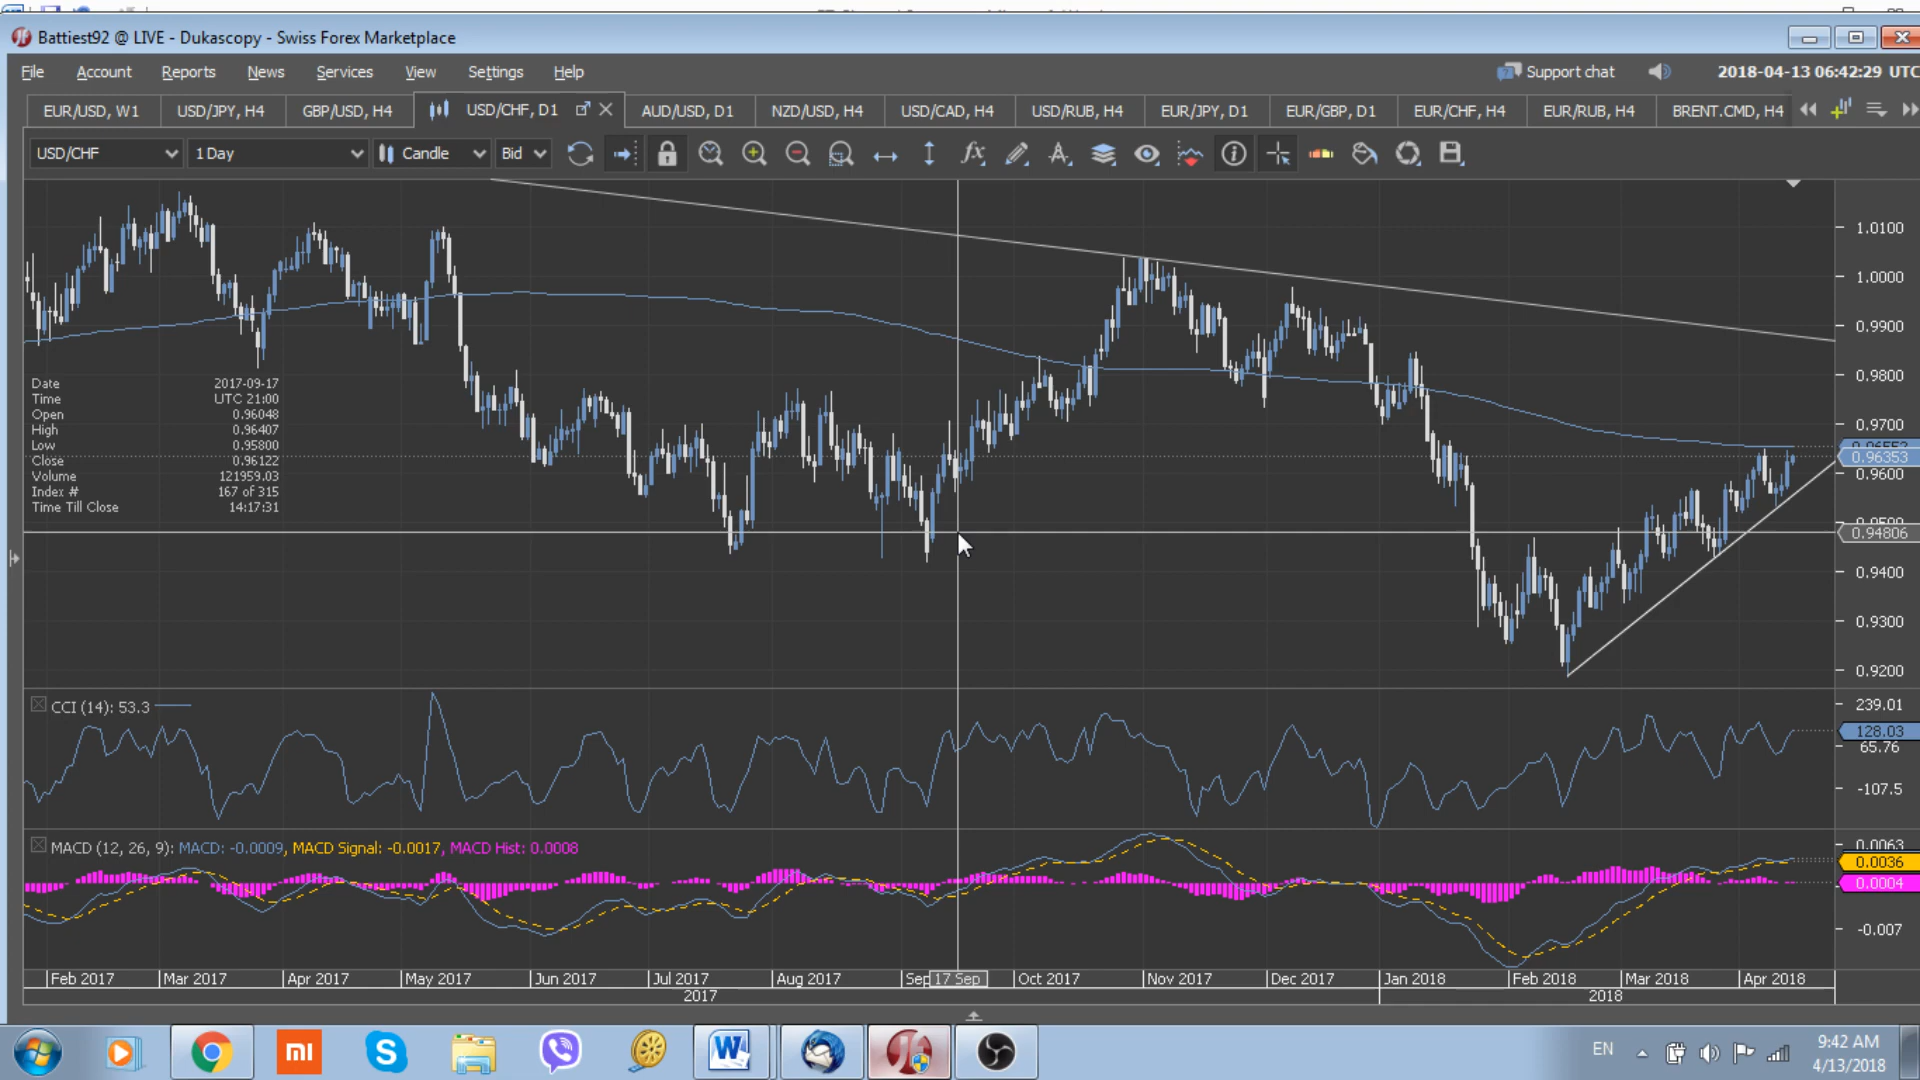 Battiest92 @ LIVE - Dukascopy - Swiss Forex Marketplace
File Account Reports News Services View Settings Help Support chat 2018-04-13 06:42:29 UTC
EUR/USD, W1 USD/JPY, H4 GBP/USD, H4 USD/CHF, D1 AUD/USD, D1 NZD/USD, H4 USD/CAD, H4 USD/RUB, H4 EUR/JPY, D1 EUR/GBP, D1 EUR/CHF, H4 EUR/RUB, H4 BRENT.CMD, H4
USD/CHF 1 Day Candle Bid
1.0100
1.0000
0.9900
0.9800
0.9700
0.96353
0.9600
0.94806
0.9400
0.9300
0.9200
Date 2017-09-17
Time UTC 21:00
Open 0.96048
High 0.96407
Low 0.95800
Close 0.96122
Volume 121959.03
Index # 167 of 315
Time Till Close 14:17:31
CCI (14): 53.3
239.01
128.03
65.76
-107.5
MACD (12, 26, 9): MACD: -0.0009, MACD Signal: -0.0017, MACD Hist: 0.0008
0.0063
0.0036
0.0004
-0.007
Feb 2017 Mar 2017 Apr 2017 May 2017 Jun 2017 Jul 2017 Aug 2017 Sep 17 Sep Oct 2017 Nov 2017 Dec 2017 Jan 2018 Feb 2018 Mar 2018 Apr 2018
2017 2018
EN
9:42 AM
4/13/2018